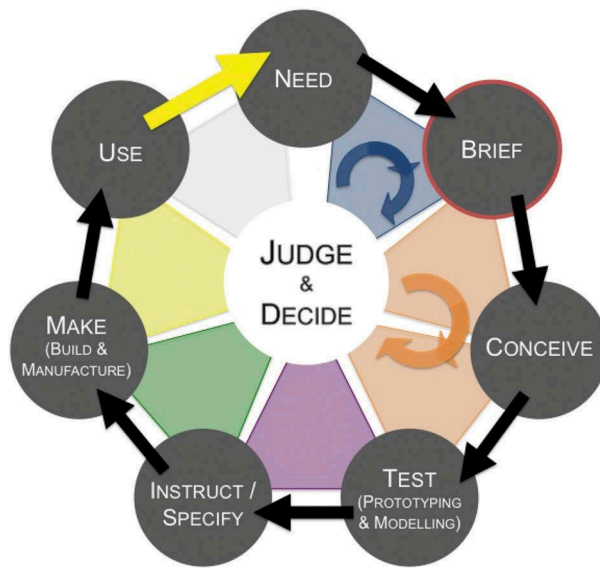 NEED
BRIEF
CONCEIVE
TEST
(PROTOTYPING
& MODELLING)
INSTRUCT /
SPECIFY
MAKE
(BUILD &
MANUFACTURE)
USE
JUDGE
&
DECIDE